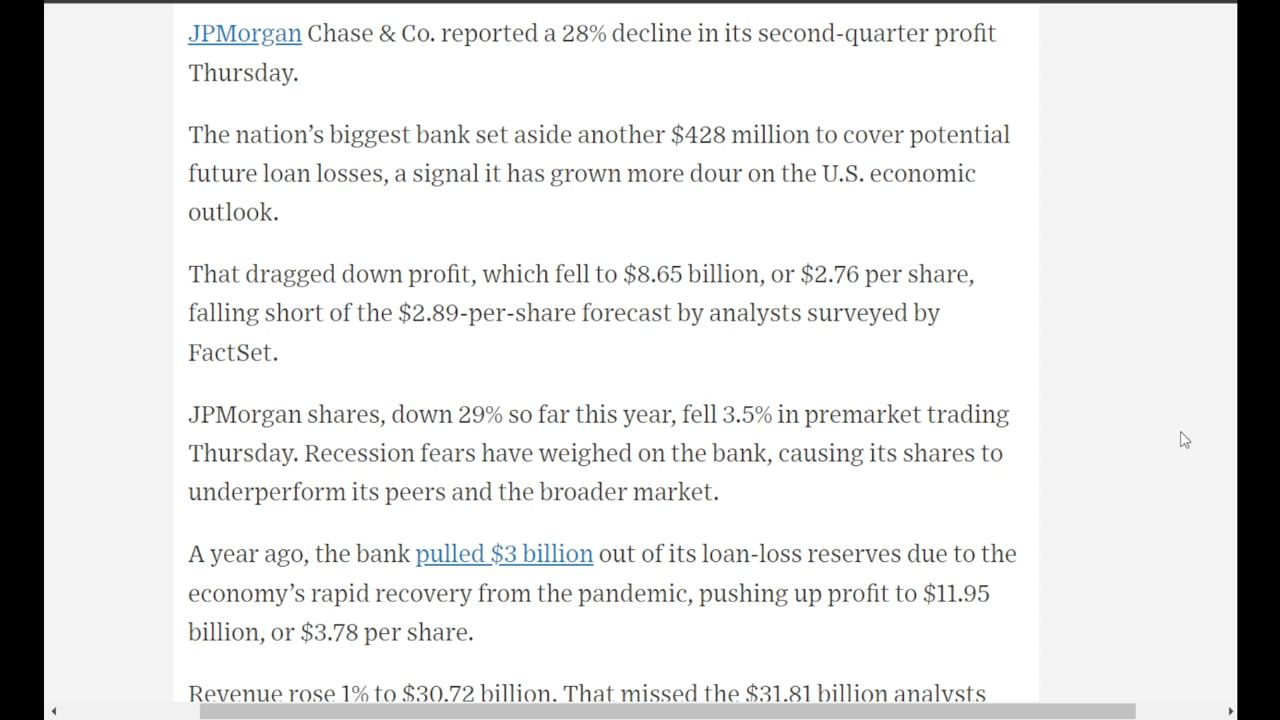 JPMorgan Chase & Co. reported a 28% decline in its second-quarter profit
Thursday.
The nation’s biggest bank set aside another $428 million to cover potential
future loan losses, a signal it has grown more dour on the U.S. economic
outlook.
That dragged down profit, which fell to $8.65 billion, or $2.76 per share,
falling short of the $2.89-per-share forecast by analysts surveyed by
FactSet.
JPMorgan shares, down 29% so far this year, fell 3.5% in premarket trading
Thursday. Recession fears have weighed on the bank, causing its shares to
underperform its peers and the broader market.
A year ago, the bank pulled $3 billion out of its loan-loss reserves due to the
economy’s rapid recovery from the pandemic, pushing up profit to $11.95
billion, or $3.78 per share.
Revenue rose 1% to $30.72 billion. That missed the $31.81 billion analysts